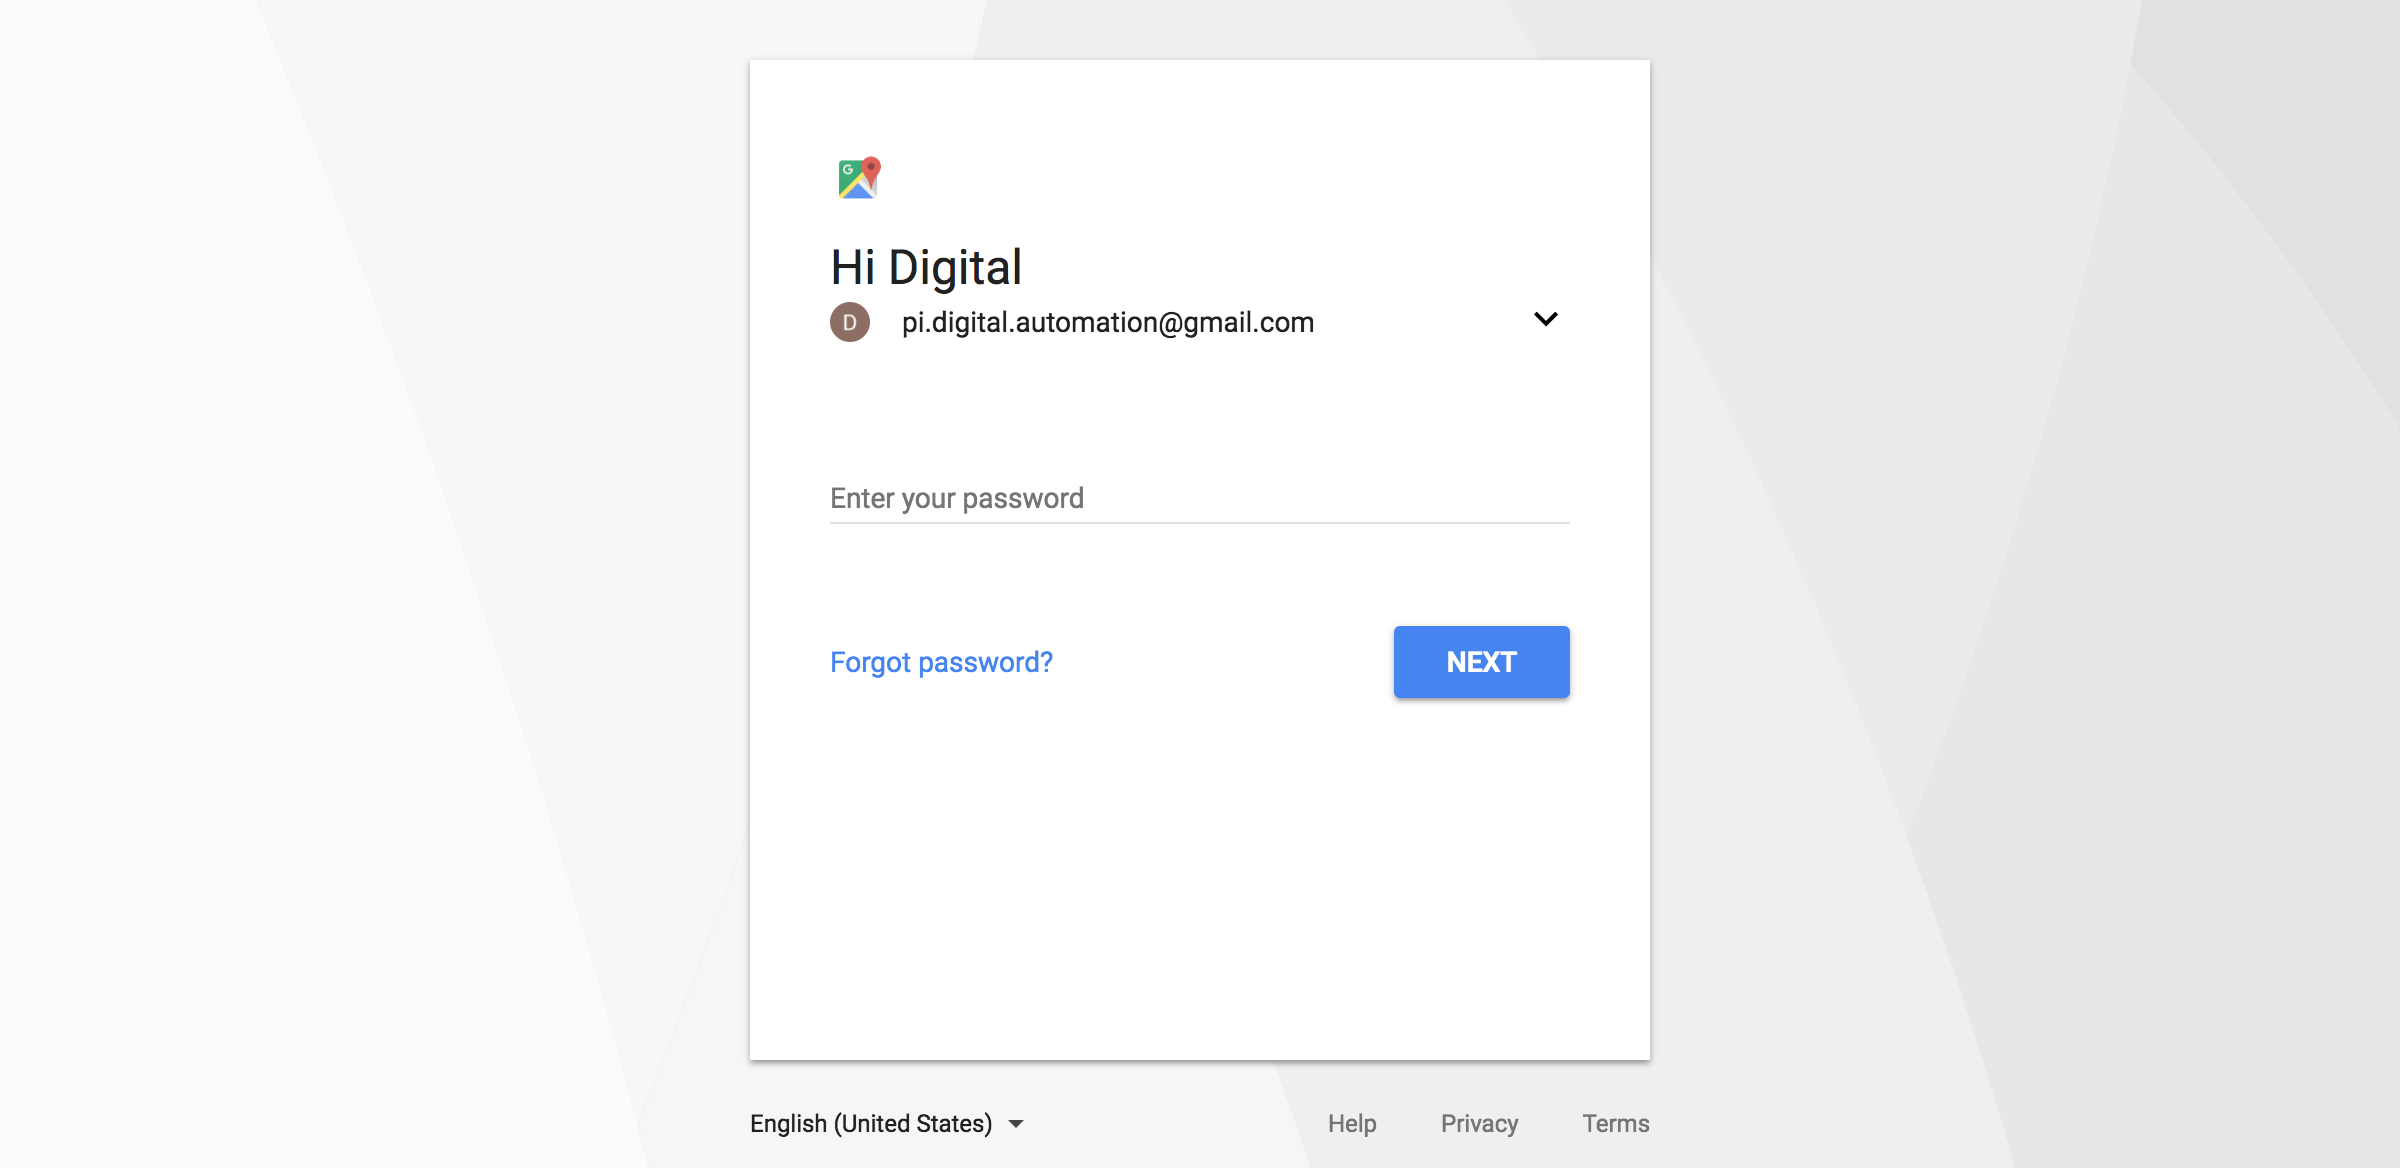 G
Hi Digital
D pi.digital.automation@gmail.com
Enter your password
Forgot password? NEXT
English (United States) Help Privacy Terms